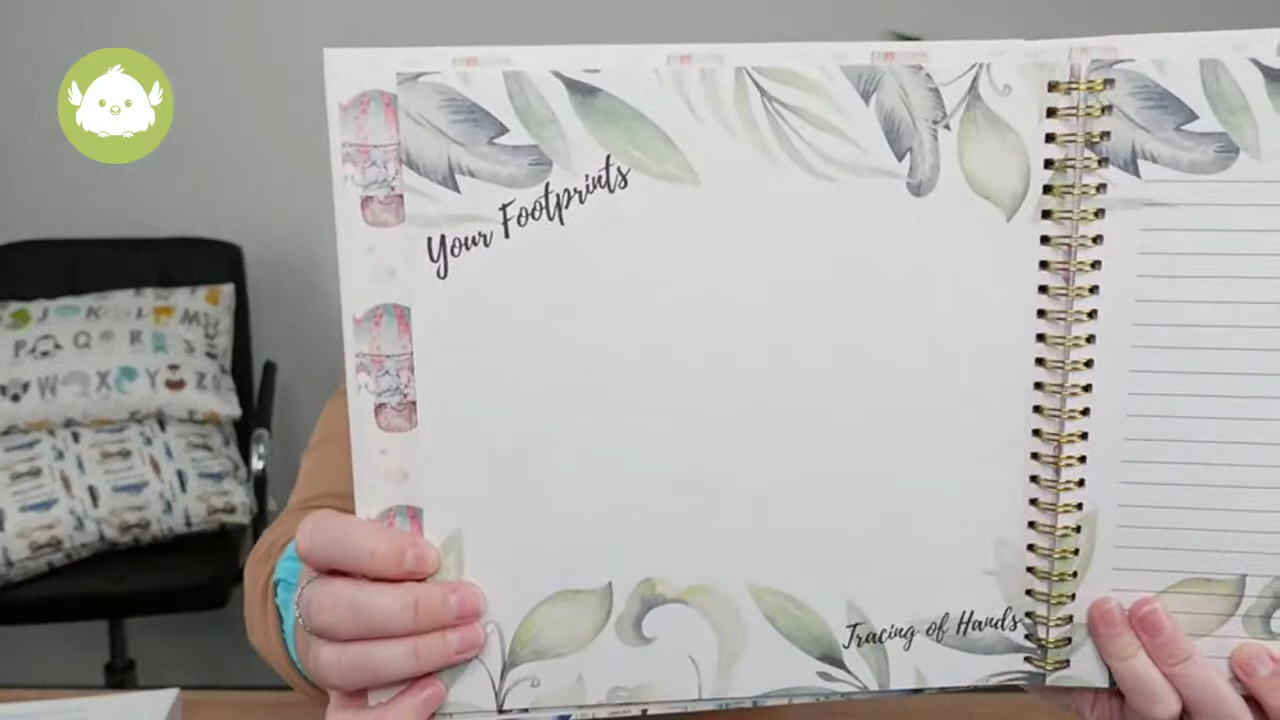 Your Footprints
Tracing of Hands
J K L M
P Q R S
W X Y Z